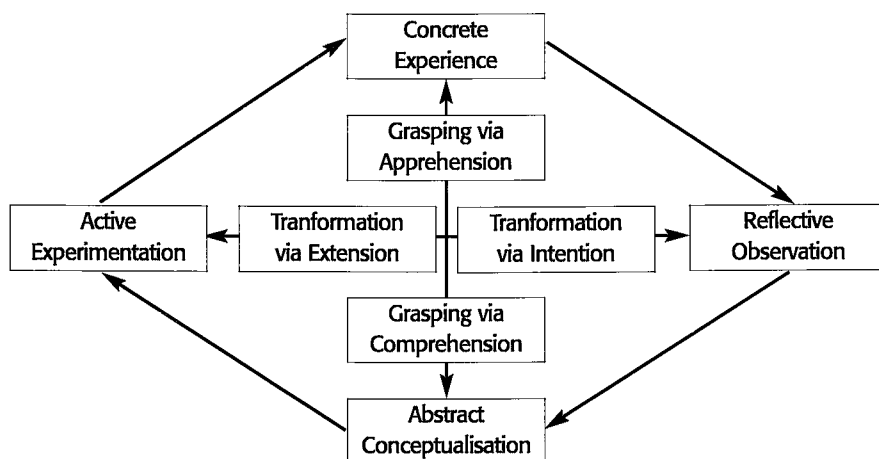 Concrete
Experience
Grasping via
Apprehension
Active
Experimentation
Tranformation
via Extension
Tranformation
via Intention
Reflective
Observation
Grasping via
Comprehension
Abstract
Conceptualisation